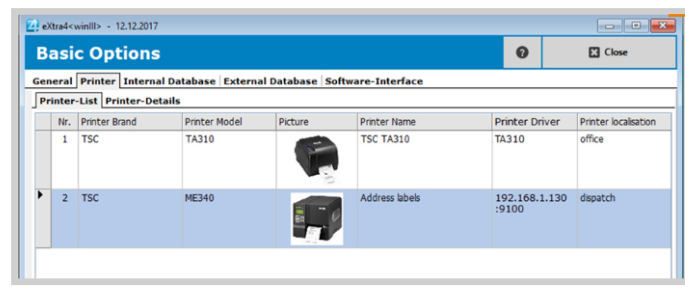 eXtra4<winIII> - 12.12.2017
Basic Options
? Close
General Printer Internal Database External Database Software-Interface
Printer-List Printer-Details
Nr. Printer Brand Printer Model Picture Printer Name Printer Driver Printer localisation
1 TSC TA310 TSC TA310 TA310 office
2 TSC ME340 Address labels 192.168.1.130 dispatch
:9100